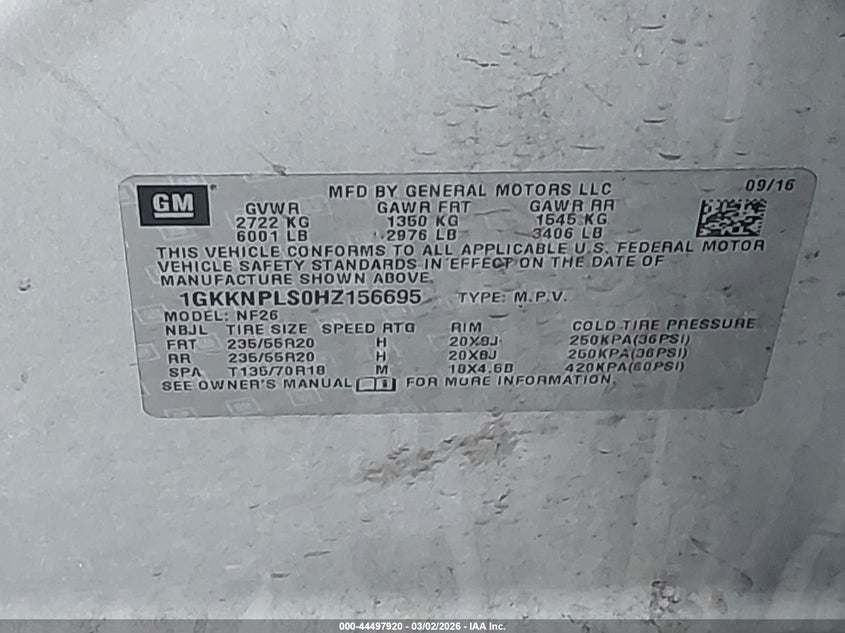 GM MFD BY GENERAL MOTORS LLC 09/16
GVWR GAWR FRT GAWR RR
2722 KG 1350 KG 1545 KG
6001 LB 2976 LB 3406 LB
THIS VEHICLE CONFORMS TO ALL APPLICABLE U.S. FEDERAL MOTOR
VEHICLE SAFETY STANDARDS IN EFFECT ON THE DATE OF
MANUFACTURE SHOWN ABOVE.
1GKKNPLS0HZ156695 TYPE: M.P.V.
MODEL: NF26
NBJL TIRE SIZE SPEED RTG RIM COLD TIRE PRESSURE
FRT 235/55R20 H 20X8J 250KPA(36PSI)
RR 235/55R20 H 20X8J 250KPA(36PSI)
SPA T135/70R18 M 18X4.5B 420KPA(60PSI)
SEE OWNER'S MANUAL FOR MORE INFORMATION.
000-44497920 - 03/02/2026 - IAA Inc.